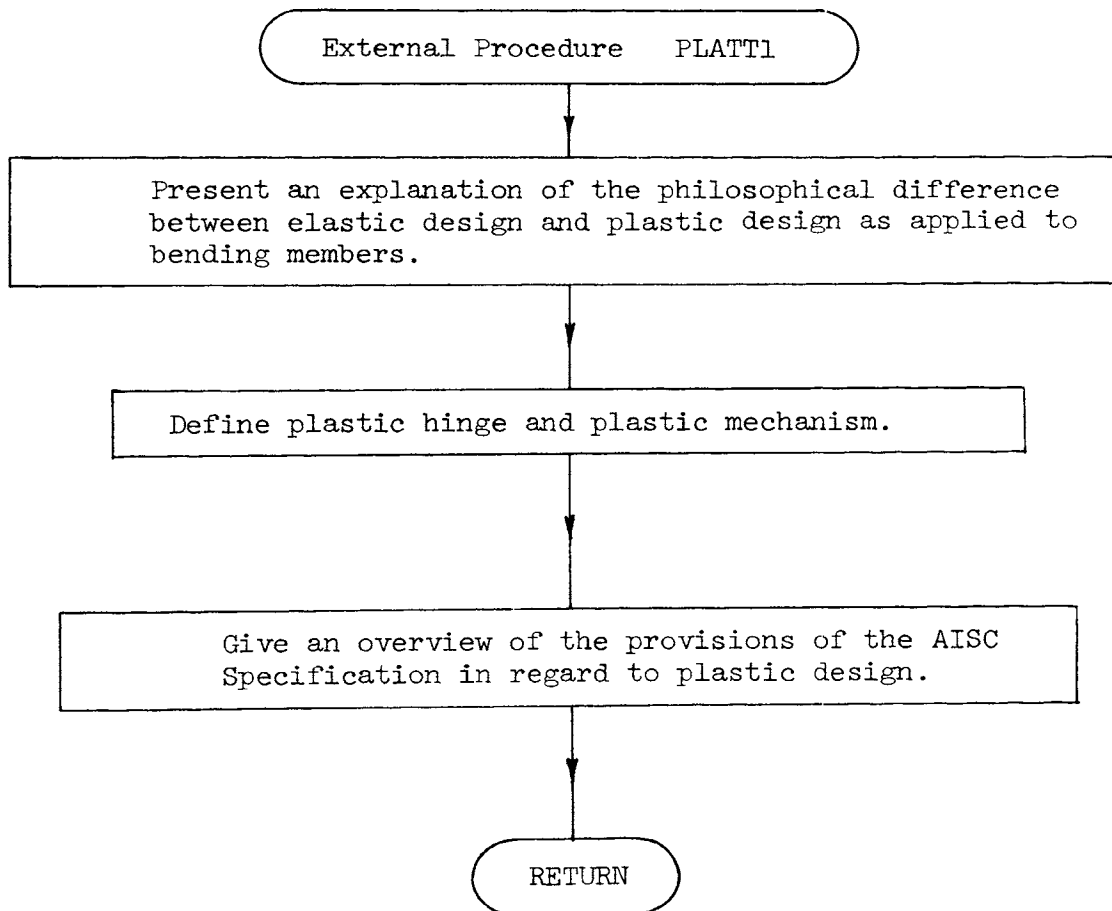 External Procedure PLATT1
Present an explanation of the philosophical difference
between elastic design and plastic design as applied to
bending members.
Define plastic hinge and plastic mechanism.
Give an overview of the provisions of the AISC
Specification in regard to plastic design.
RETURN